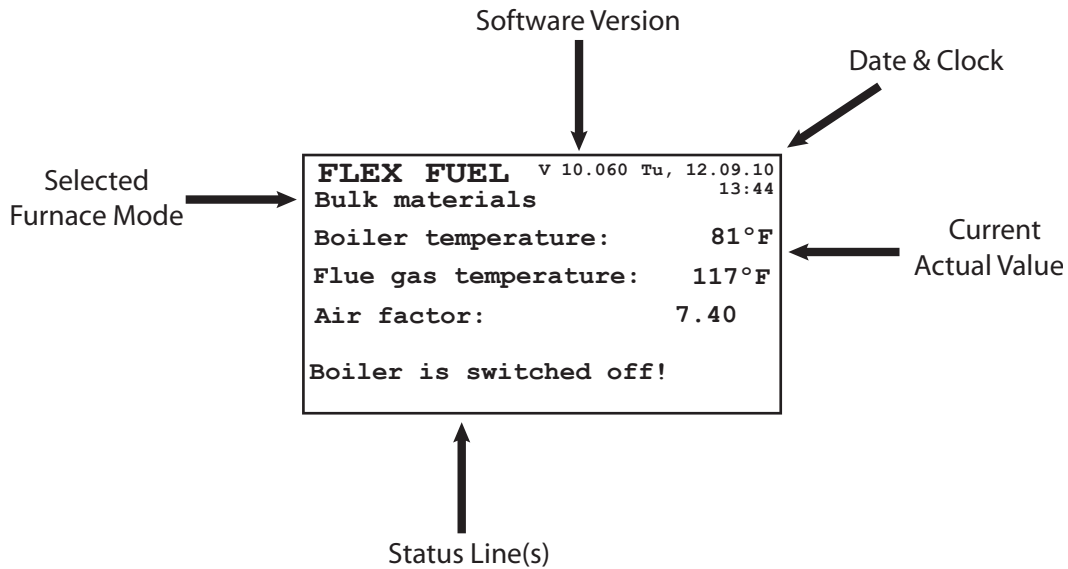 Software Version
Date & Clock
FLEX FUEL V 10.060 Tu, 12.09.10
13:44
Selected
Furnace Mode
Bulk materials
Boiler temperature: 81°F
Current
Actual Value
Flue gas temperature: 117°F
Air factor: 7.40
Boiler is switched off!
Status Line(s)